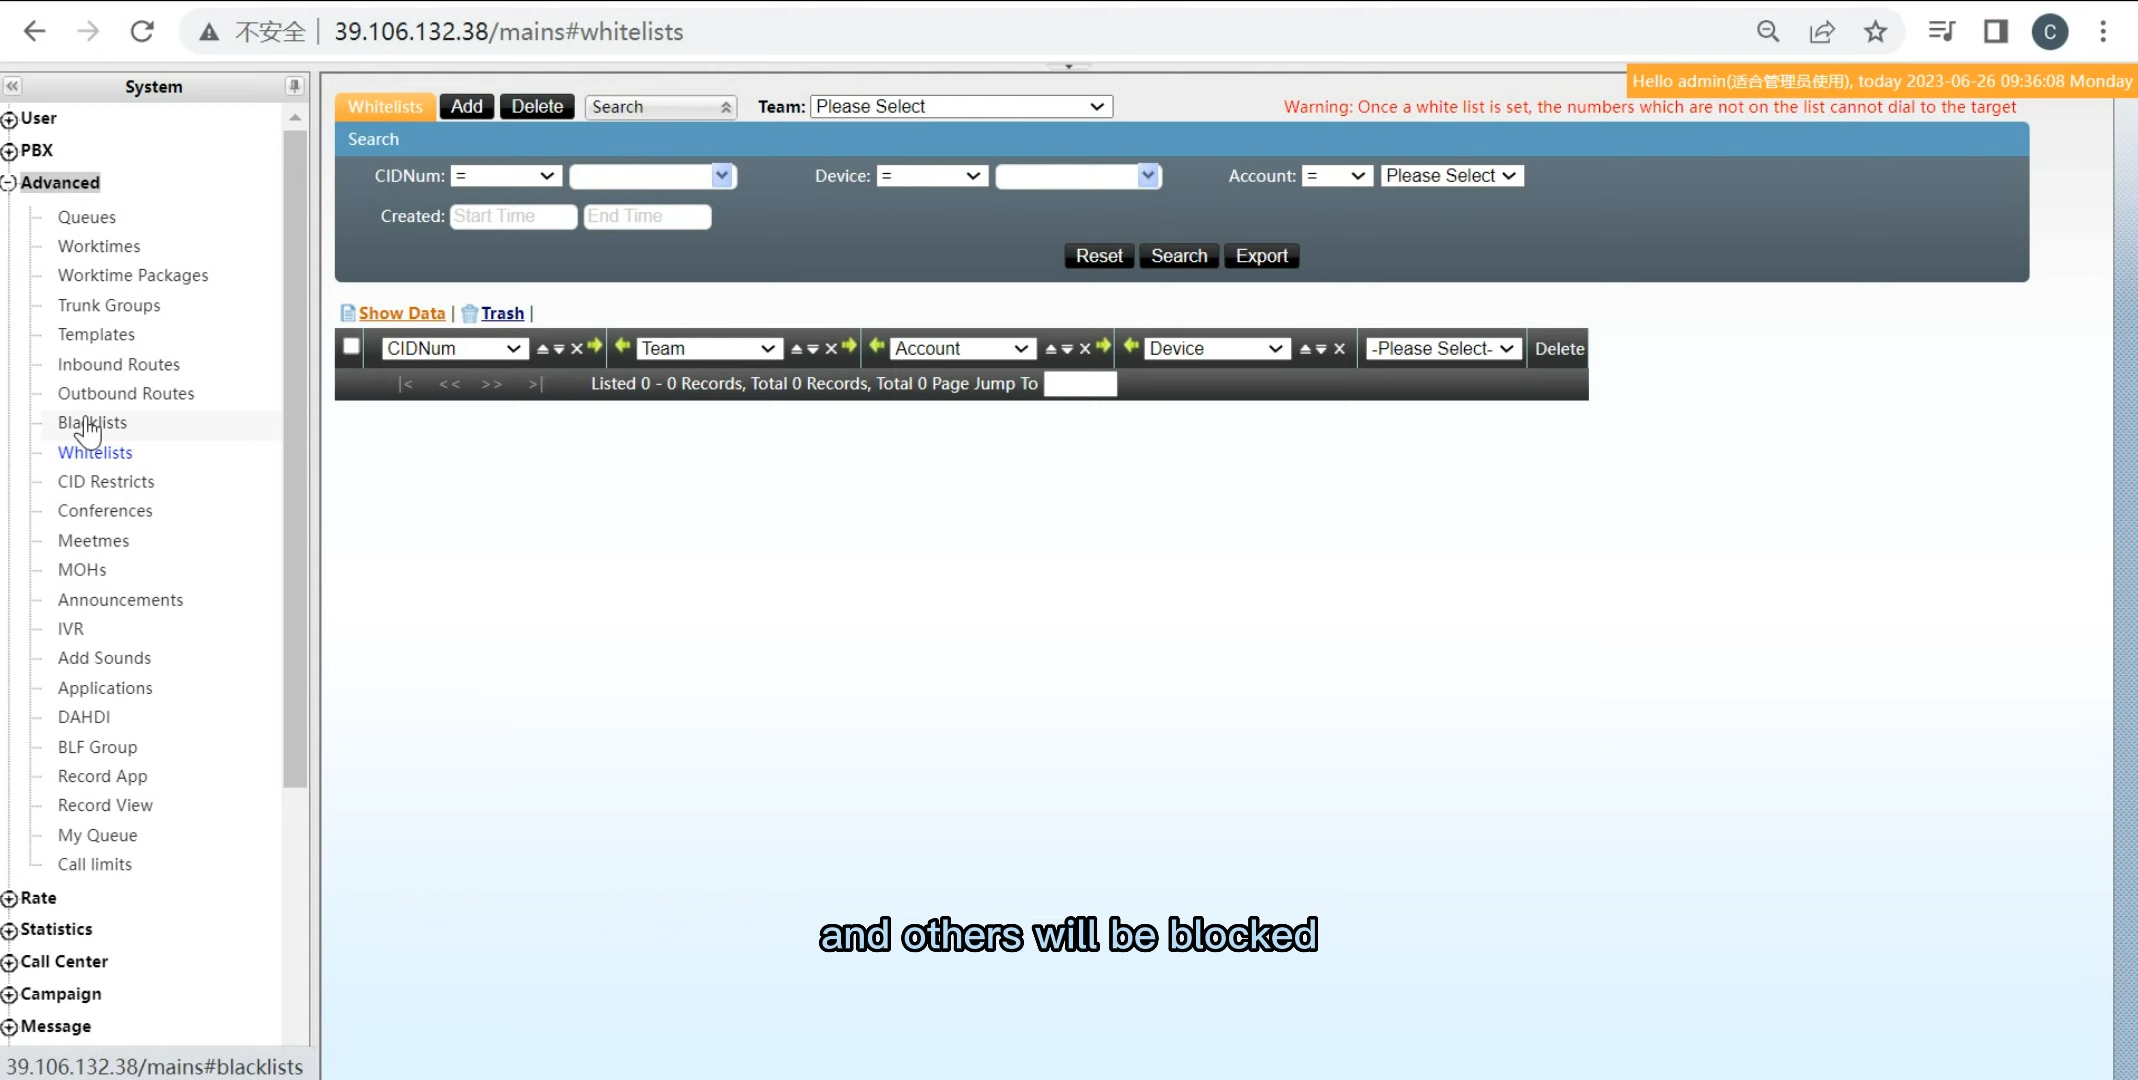 不安全 39.106.132.38/mains#whitelists C
Hello admin(适合管理员使用), today 2023-06-26 09:36:08 Monday
System
User
PBX
Advanced
Queues
Worktimes
Worktime Packages
Trunk Groups
Templates
Inbound Routes
Outbound Routes
Blacklists
Whitelists
CID Restricts
Conferences
Meetmes
MOHs
Announcements
IVR
Add Sounds
Applications
DAHDI
BLF Group
Record App
Record View
My Queue
Call limits
Rate
Statistics
Call Center
Campaign
Message
39.106.132.38/mains#blacklists
Whitelists Add Delete Search Team: Please Select Warning: Once a white list is set, the numbers which are not on the list cannot dial to the target
Search
CIDNum: = Device: = Account: = Please Select
Created: Start Time End Time
Reset Search Export
Show Data | Trash |
CIDNum Team Account Device -Please Select- Delete
|< << >> >| Listed 0 - 0 Records, Total 0 Records, Total 0 Page Jump To
and others will be blocked